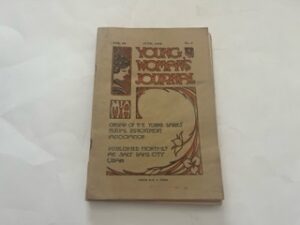 YOUNG
WOMAN'S
JOURNAL
ORGAN OF THE YOUNG LADIES'
MUTUAL IMPROVEMENT
ASSOCIATION
PUBLISHED MONTHLY
AT SALT LAKE CITY
UTAH